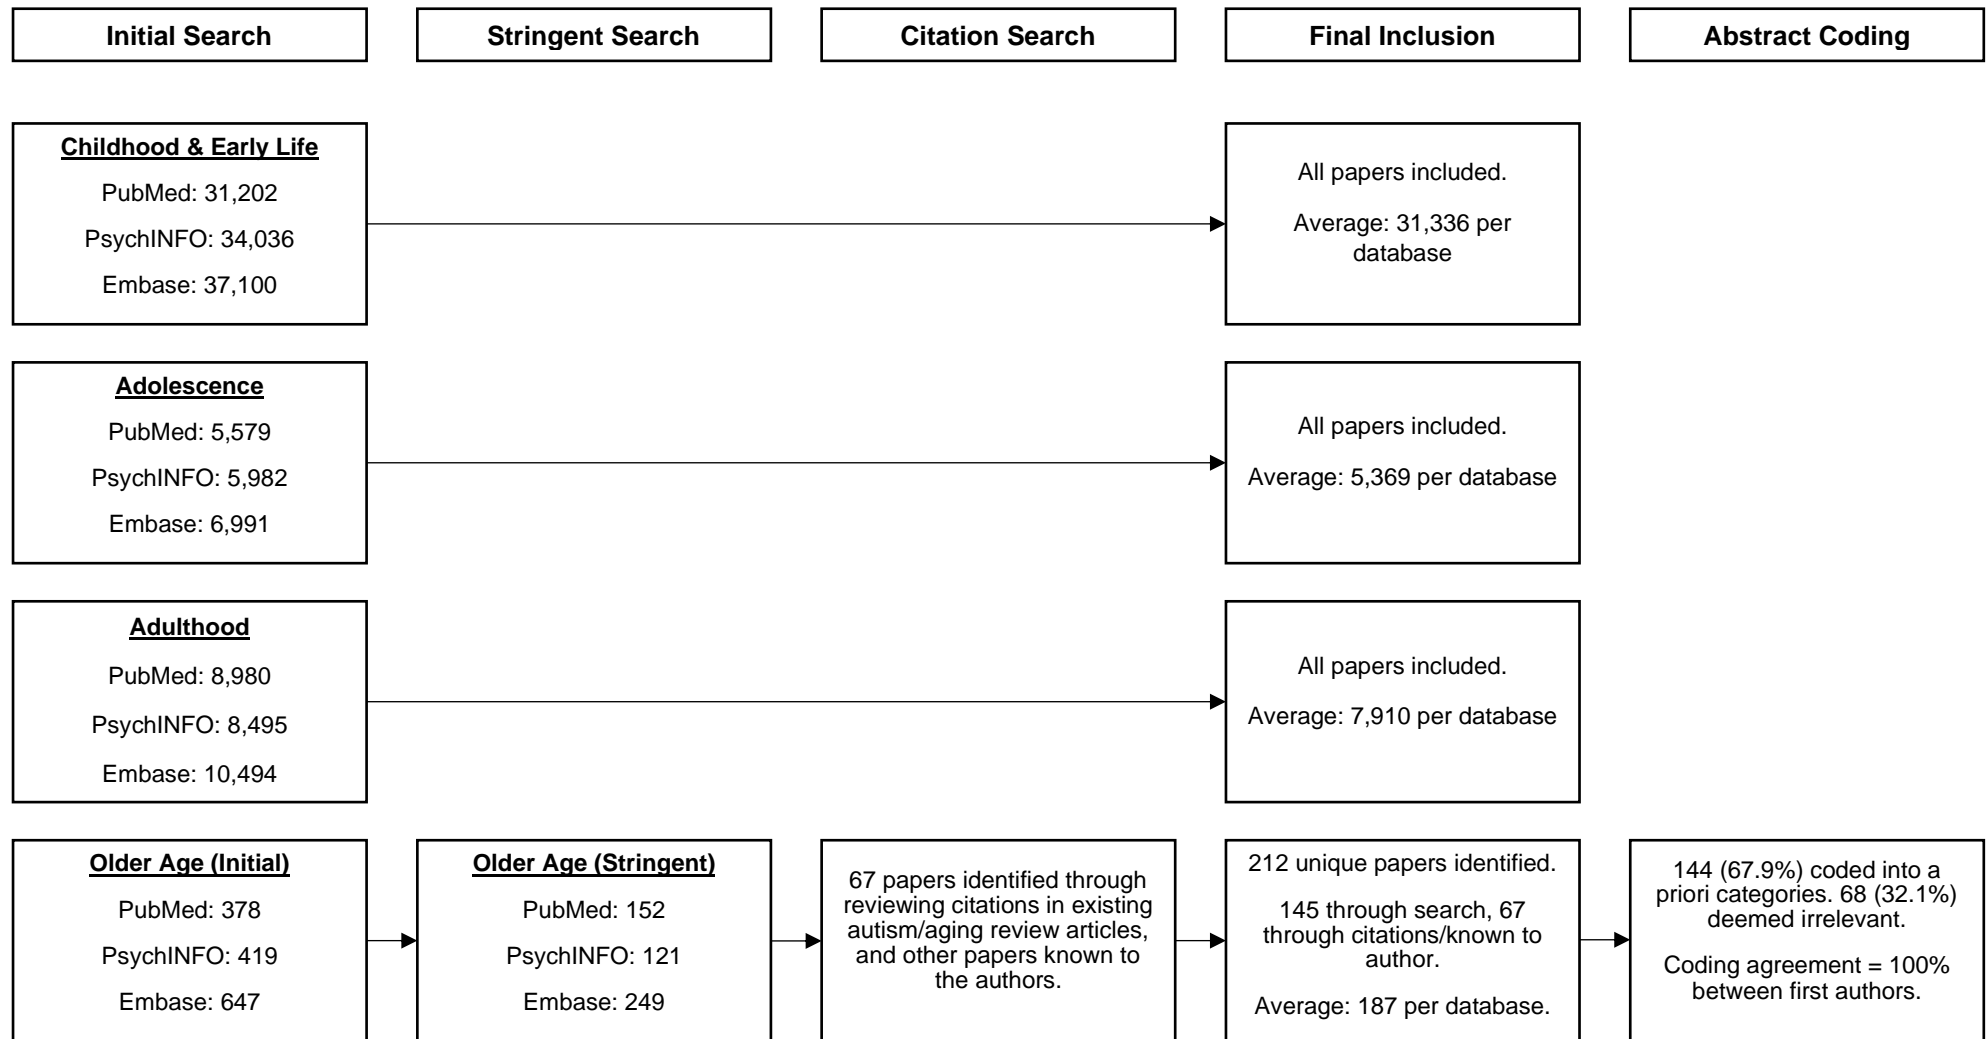 Initial Search
Stringent Search
Citation Search
Final Inclusion
Abstract Coding
Childhood & Early Life
PubMed: 31,202
PsychINFO: 34,036
Embase: 37,100
All papers included.
Average: 31,336 per
database
Adolescence
PubMed: 5,579
PsychINFO: 5,982
Embase: 6,991
All papers included.
Average: 5,369 per database
Adulthood
PubMed: 8,980
PsychINFO: 8,495
Embase: 10,494
All papers included.
Average: 7,910 per database
Older Age (Initial)
PubMed: 378
PsychINFO: 419
Embase: 647
Older Age (Stringent)
PubMed: 152
PsychINFO: 121
Embase: 249
67 papers identified through
reviewing citations in existing
autism/aging review articles,
and other papers known to
the authors.
212 unique papers identified.
145 through search, 67
through citations/known to
author.
Average: 187 per database.
144 (67.9%) coded into a
priori categories. 68 (32.1%)
deemed irrelevant.
Coding agreement = 100%
between first authors.